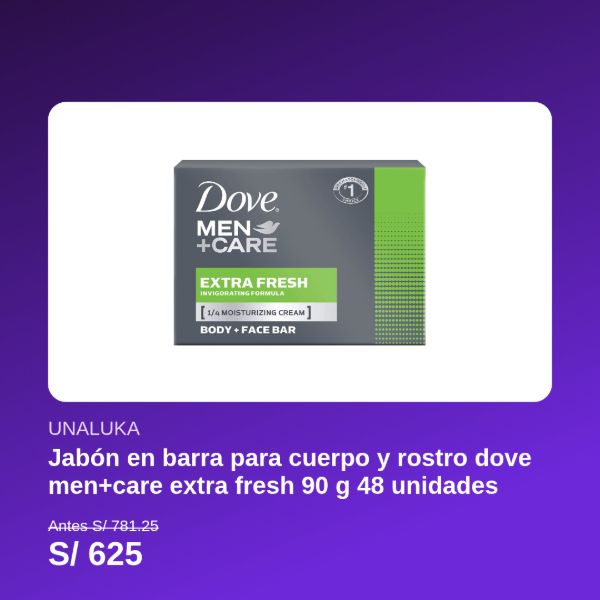 Dove
MEN
+CARE
#1
EXTRA FRESH
INVIGORATING FORMULA
[ 1/4 MOISTURIZING CREAM ]
BODY + FACE BAR
UNALUKA
Jabón en barra para cuerpo y rostro dove
men+care extra fresh 90 g 48 unidades
Antes S/ 781.25
S/ 625